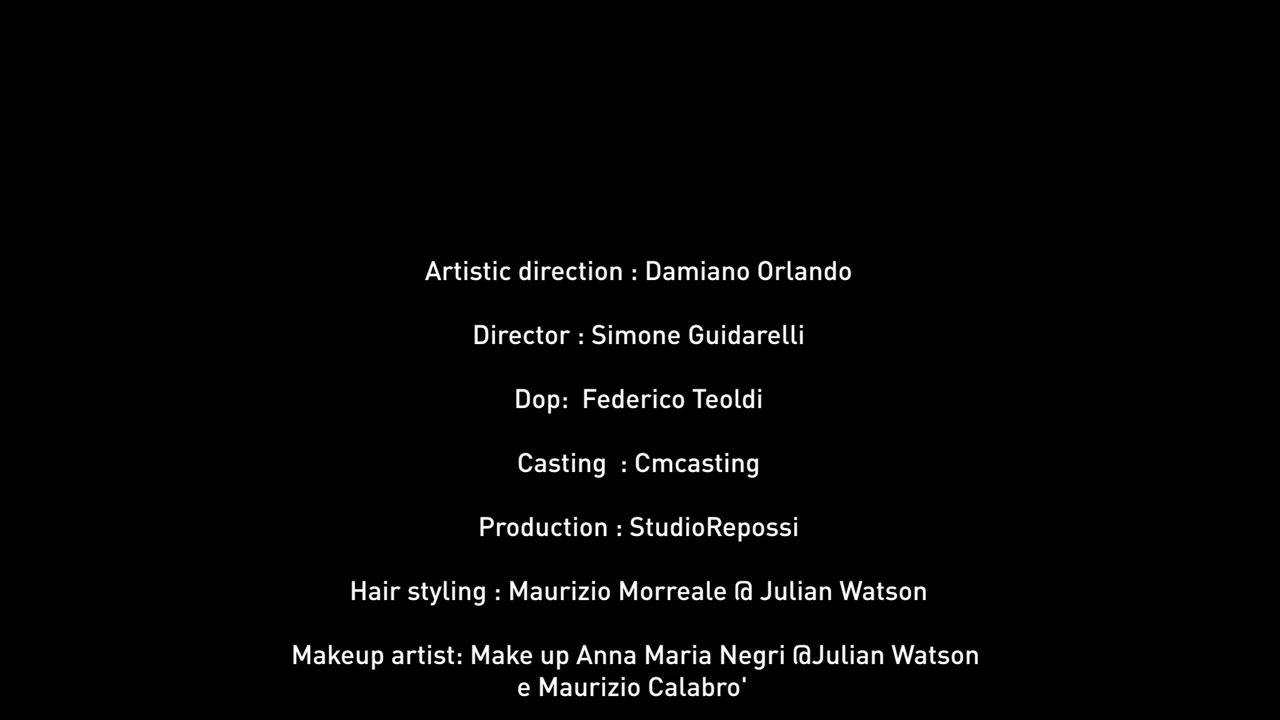 Artistic direction : Damiano Orlando
Director : Simone Guidarelli
Dop:  Federico Teoldi
Casting  : Cmcasting
Production : StudioRepossi
Hair styling : Maurizio Morreale @ Julian Watson
Makeup artist: Make up Anna Maria Negri @Julian Watson
e Maurizio Calabro'